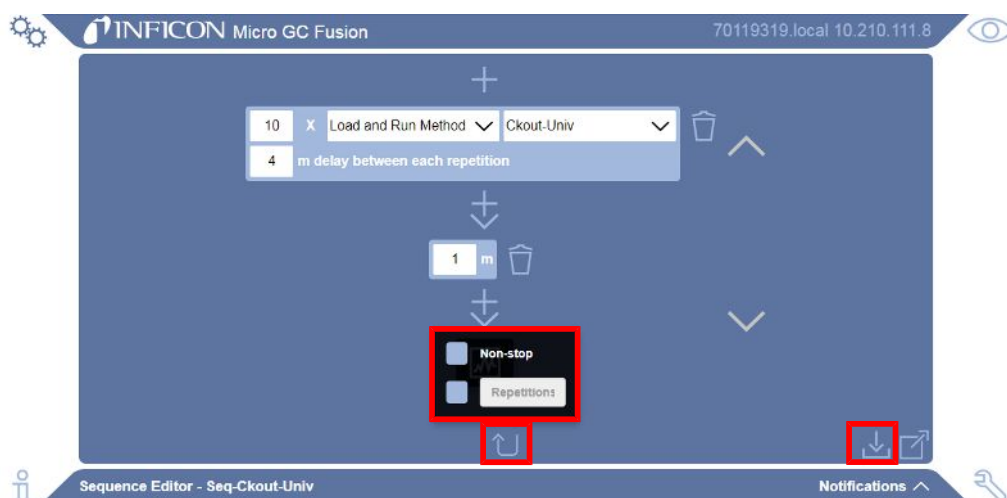 INFICON Micro GC Fusion
70119319.local 10.210.111.8
10 X Load and Run Method Ckout-Univ
4 m delay between each repetition
1 m
Non-stop
Repetitions
Sequence Editor - Seq-Ckout-Univ
Notifications